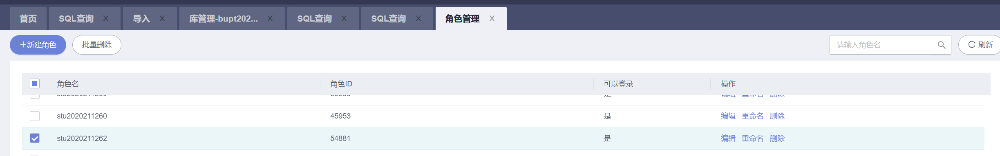 首页 SQL查询 导入 库管理-bupt202... SQL查询 SQL查询 角色管理
+新建角色 批量删除 请输入角色名 刷新
角色名 角色ID 可以登录 操作
stu2020211260 45953 是 编辑 重命名 删除
stu2020211262 54881 是 编辑 重命名 删除